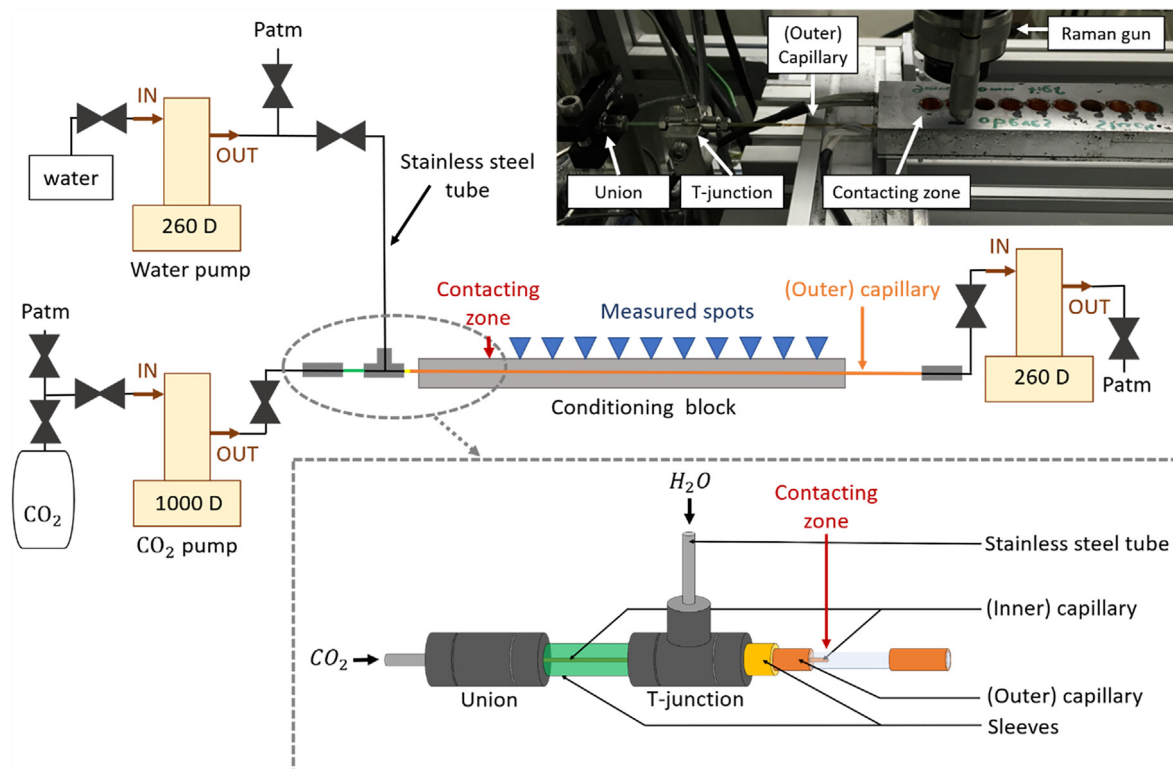 Patm
IN
OUT
water
260 D
Water pump
Stainless steel
tube
(Outer)
Capillary
Raman gun
Union
T-junction
Contacting zone
Patm
IN
OUT
CO₂
1000 D
CO₂ pump
Contacting
zone
Measured spots
(Outer) capillary
Conditioning block
IN
OUT
260 D
Patm
H₂O
Contacting
zone
Stainless steel tube
(Inner) capillary
CO₂
Union
T-junction
(Outer) capillary
Sleeves